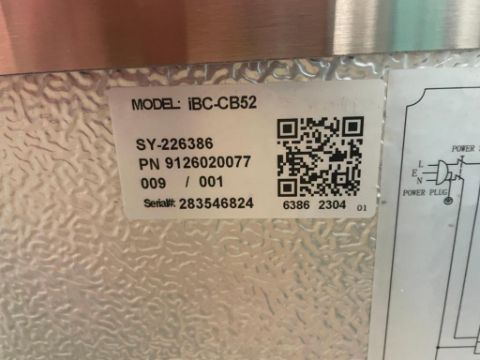 MODEL: iBC-CB52
SY-226386
PN 9126020077
009 / 001
Serial#: 283546824
6386 2304 01
POWER S
L
E
N
POWER PLUG